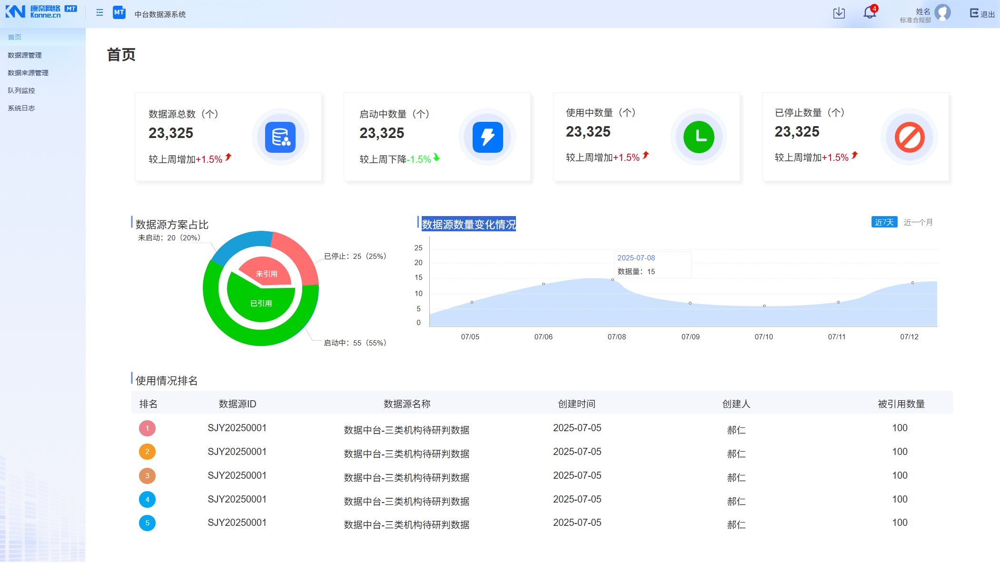 康奈网络 MT
Konne.cn
MT 中台数据源系统
4
姓名
标准合规部
退出
首页
数据源管理
数据来源管理
队列监控
系统日志
首页
数据源总数（个）
23,325
较上周增加+1.5%
启动中数量（个）
23,325
较上周下降-1.5%
使用中数量（个）
23,325
较上周增加+1.5%
已停止数量（个）
23,325
较上周增加+1.5%
数据源方案占比
未启动：20（20%）
已停止：25（25%）
未引用
已引用
启动中：55（55%）
数据源数量变化情况
近7天 近一个月
25
20
15
10
5
0
2025-07-08
数据量：15
07/05 07/06 07/08 07/09 07/10 07/11 07/12
使用情况排名
排名 数据源ID 数据源名称 创建时间 创建人 被引用数量
1 SJY20250001 数据中台-三类机构待研判数据 2025-07-05 郝仁 100
2 SJY20250001 数据中台-三类机构待研判数据 2025-07-05 郝仁 100
3 SJY20250001 数据中台-三类机构待研判数据 2025-07-05 郝仁 100
4 SJY20250001 数据中台-三类机构待研判数据 2025-07-05 郝仁 100
5 SJY20250001 数据中台-三类机构待研判数据 2025-07-05 郝仁 100